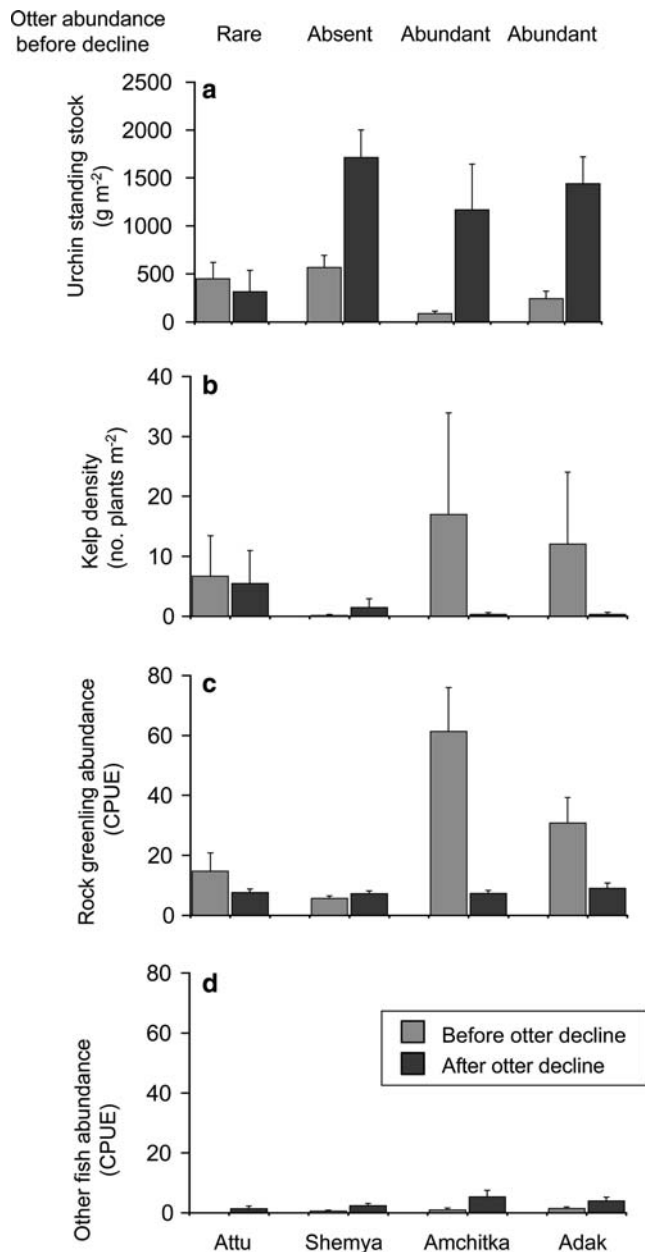 Otter abundance
before decline
Rare Absent Abundant Abundant
a
2500
2000
1500
1000
500
0
Urchin standing stock
(g m⁻²)
b
40
30
20
10
0
Kelp density
(no. plants m⁻²)
c
80
60
40
20
0
Rock greenling abundance
(CPUE)
d
80
60
40
20
0
Other fish abundance
(CPUE)
Before otter decline
After otter decline
Attu Shemya Amchitka Adak